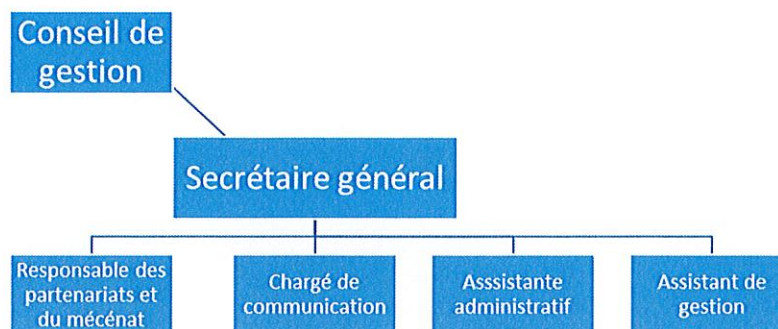 Conseil de
gestion
Secrétaire général
Responsable des
partenariats et
du mécénat
Chargé de
communication
Asssistante
administratif
Assistant de
gestion